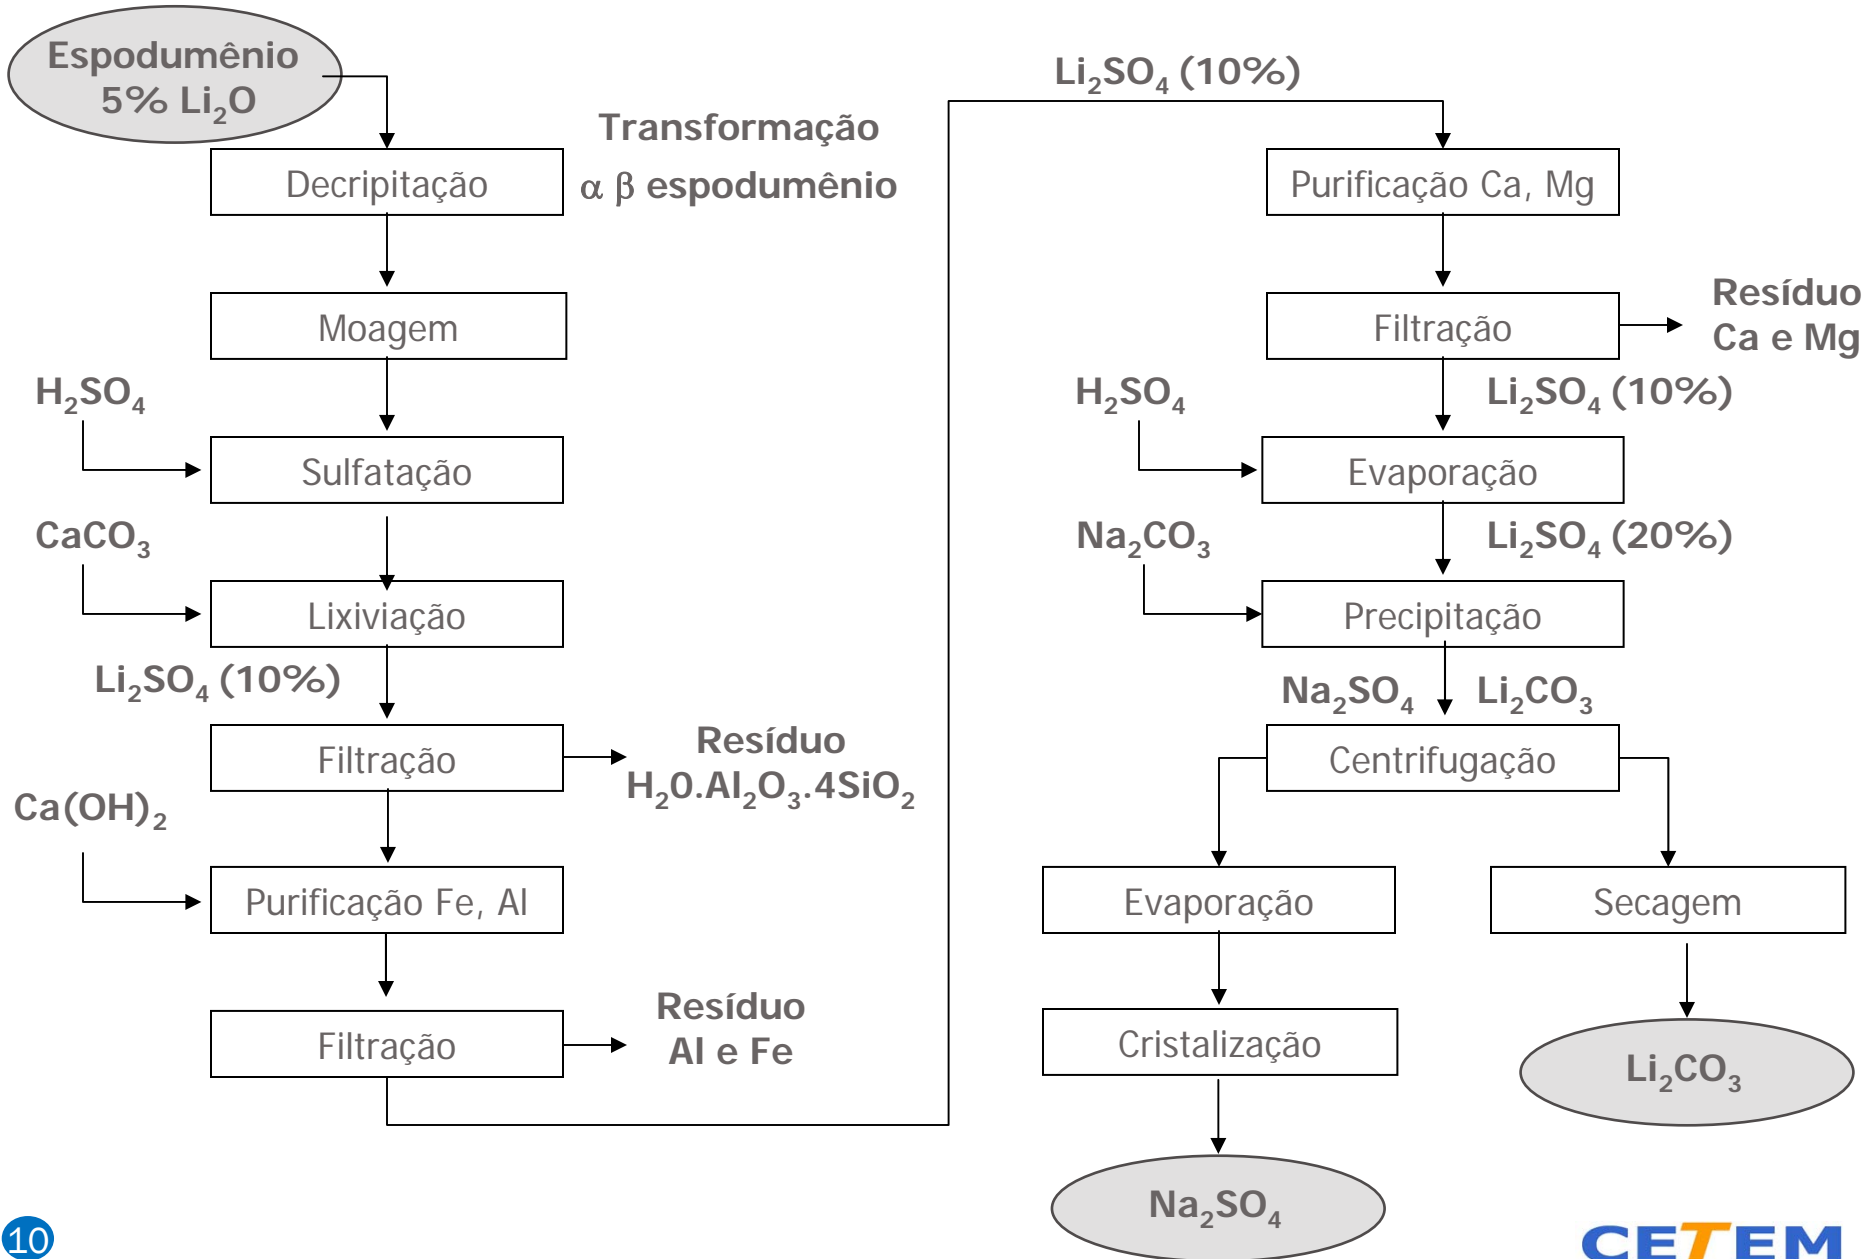 Espodumênio
5% Li₂O
Transformação
α β espodumênio
Decripitação
Moagem
H₂SO₄
Sulfatação
CaCO₃
Lixiviação
Li₂SO₄ (10%)
Filtração
Resíduo
H₂0.Al₂O₃.4SiO₂
Ca(OH)₂
Purificação Fe, Al
Filtração
Resíduo
Al e Fe
Li₂SO₄ (10%)
Purificação Ca, Mg
Filtração
Resíduo
Ca e Mg
H₂SO₄
Li₂SO₄ (10%)
Evaporação
Na₂CO₃
Li₂SO₄ (20%)
Precipitação
Na₂SO₄ Li₂CO₃
Centrifugação
Evaporação
Secagem
Cristalização
Li₂CO₃
Na₂SO₄
10
CETEM